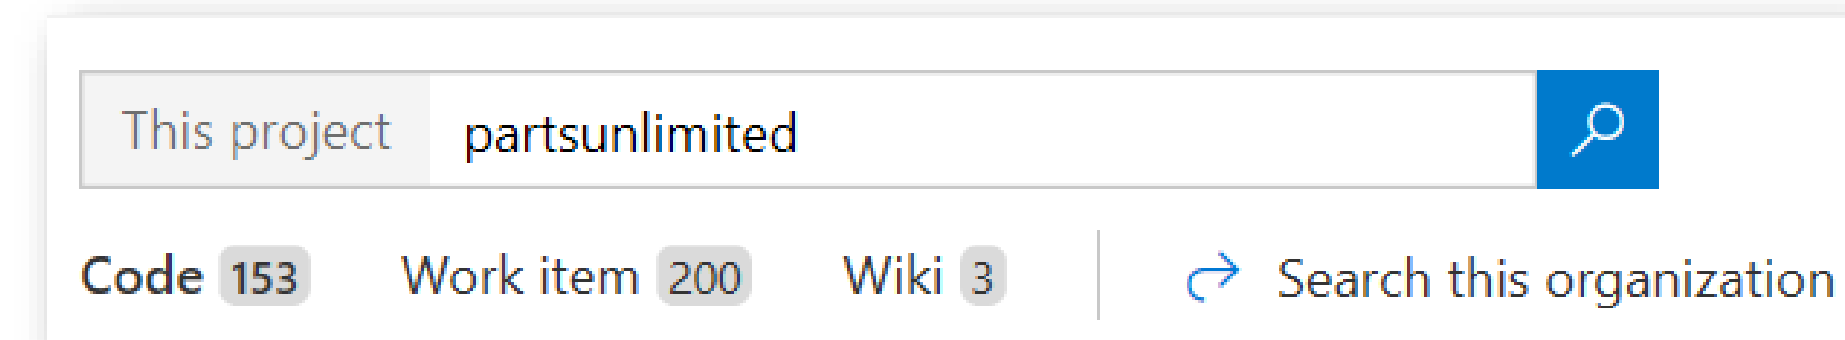 This project partsunlimited
Code 153 Work item 200 Wiki 3 Search this organization